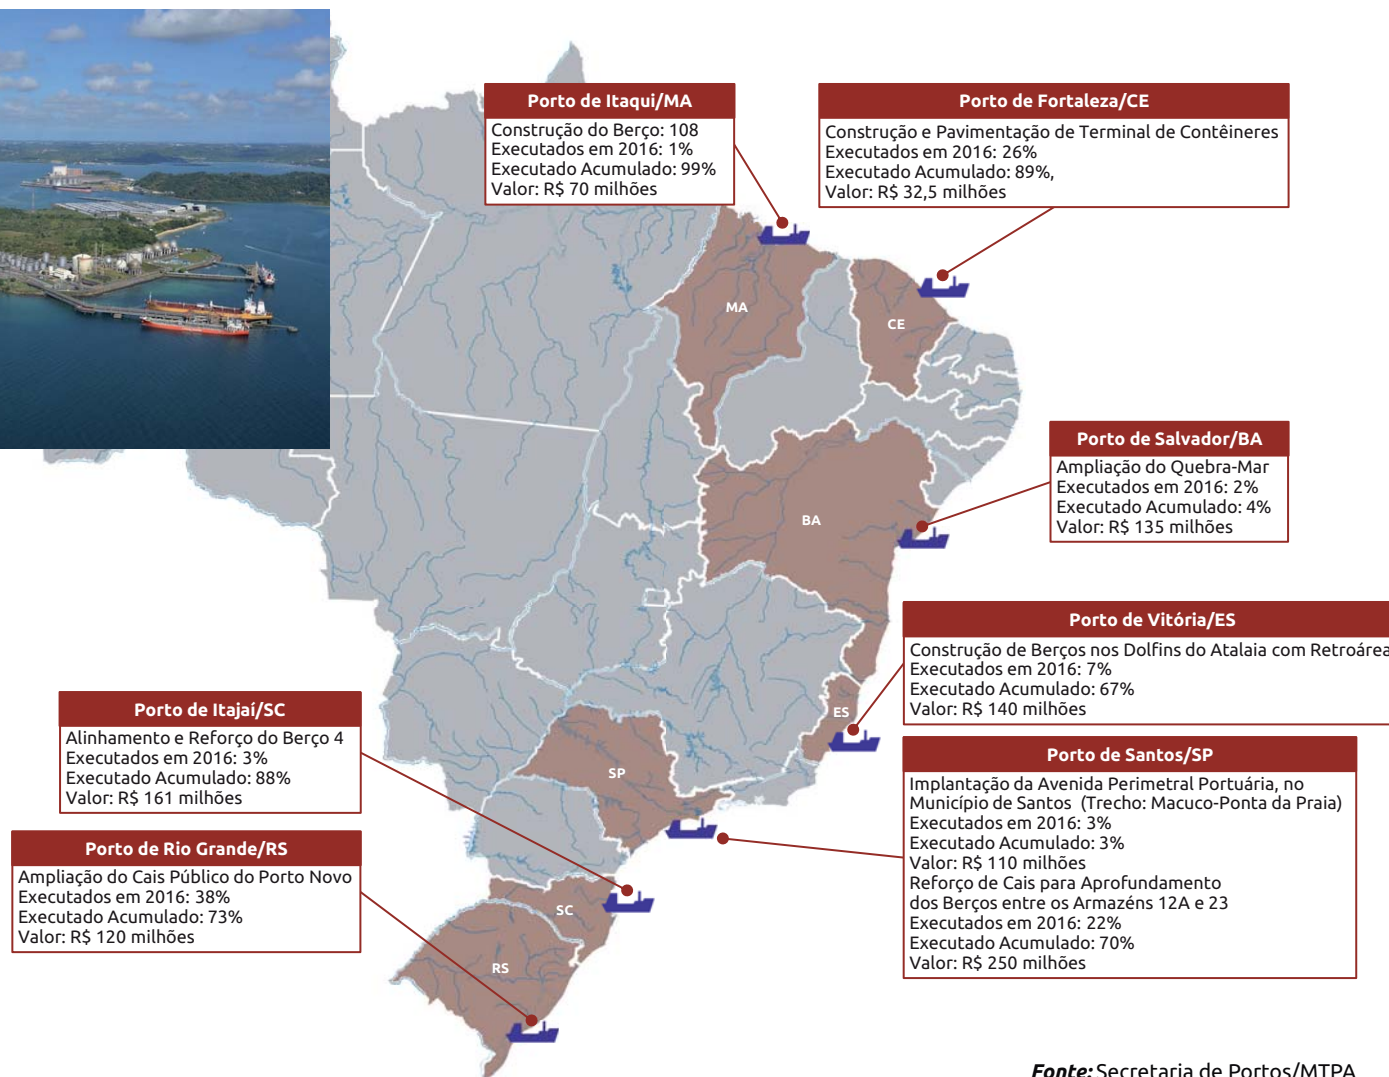 Porto de Itaqui/MA
Construção do Berço: 108
Executados em 2016: 1%
Executado Acumulado: 99%
Valor: R$ 70 milhões
Porto de Fortaleza/CE
Construção e Pavimentação de Terminal de Contêineres
Executados em 2016: 26%
Executado Acumulado: 89%,
Valor: R$ 32,5 milhões
MA
CE
Porto de Salvador/BA
Ampliação do Quebra-Mar
Executados em 2016: 2%
Executado Acumulado: 4%
Valor: R$ 135 milhões
BA
Porto de Vitória/ES
Construção de Berços nos Dolfins do Atalaia com Retroárea
Executados em 2016: 7%
Executado Acumulado: 67%
Valor: R$ 140 milhões
ES
Porto de Itajaí/SC
Alinhamento e Reforço do Berço 4
Executados em 2016: 3%
Executado Acumulado: 88%
Valor: R$ 161 milhões
SP
Porto de Santos/SP
Implantação da Avenida Perimetral Portuária, no
Município de Santos (Trecho: Macuco-Ponta da Praia)
Executados em 2016: 3%
Executado Acumulado: 3%
Valor: R$ 110 milhões
Reforço de Cais para Aprofundamento
dos Berços entre os Armazéns 12A e 23
Executados em 2016: 22%
Executado Acumulado: 70%
Valor: R$ 250 milhões
Porto de Rio Grande/RS
Ampliação do Cais Público do Porto Novo
Executados em 2016: 38%
Executado Acumulado: 73%
Valor: R$ 120 milhões
SC
RS
Fonte: Secretaria de Portos/MTPA